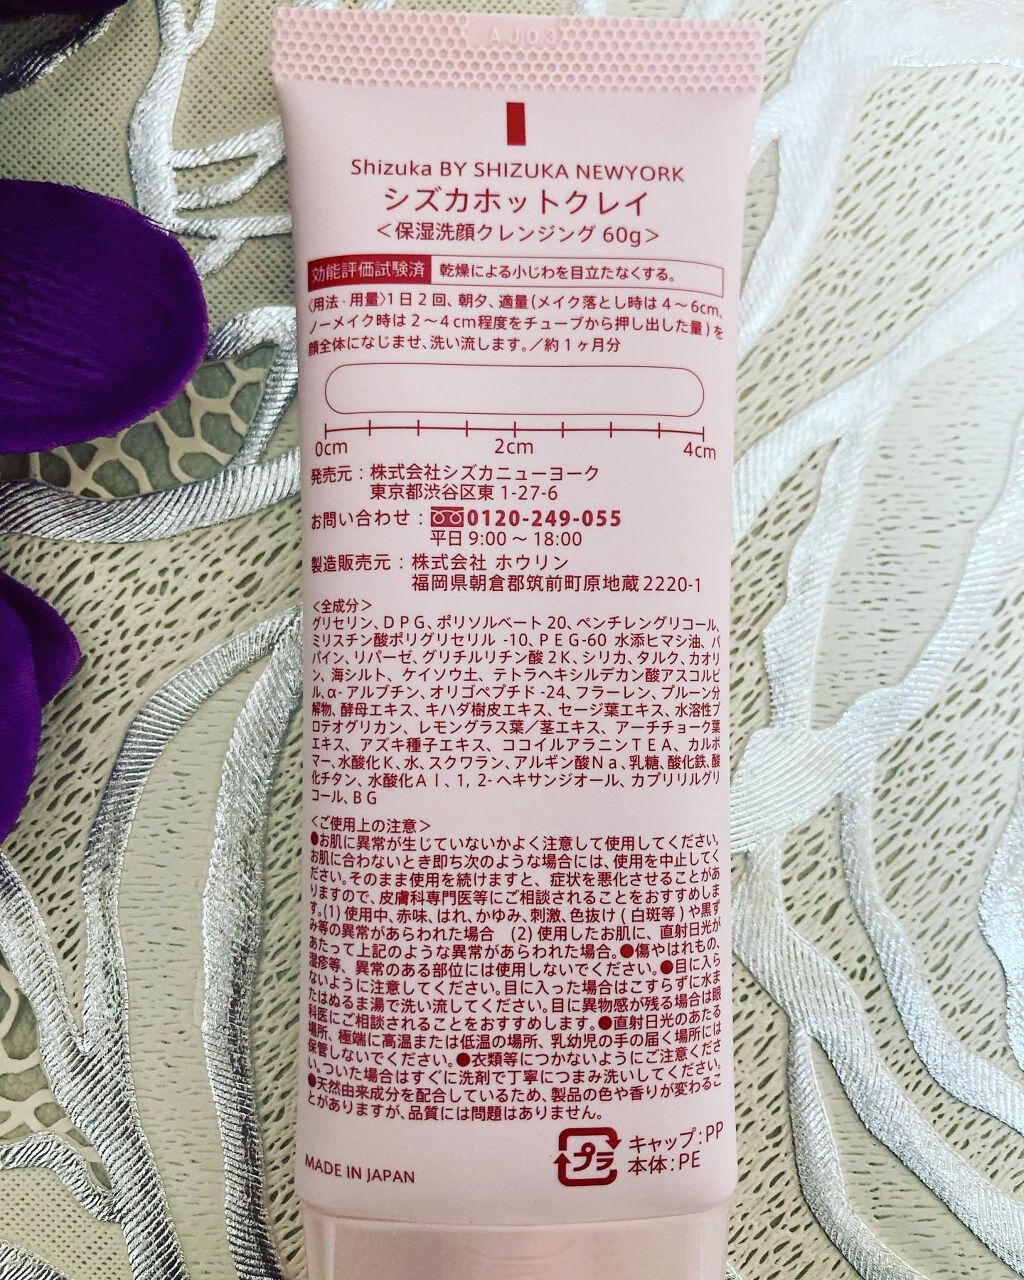 AJ03
Shizuka BY SHIZUKA NEWYORK
シズカホットクレイ
＜保湿洗顔クレンジング 60g＞
効能評価試験済 乾燥による小じわを目立たなくする。
〈用法・用量〉1日2回、朝夕、適量(メイク落とし時は4～6cm、
ノーメイク時は2～4cm程度をチューブから押し出した量)を
顔全体になじませ、洗い流します。／約1ヶ月分
0cm 2cm 4cm
発売元：株式会社シズカニューヨーク
東京都渋谷区東 1-27-6
お問い合わせ： 0120-249-055
平日 9:00 ～ 18:00
製造販売元：株式会社 ホウリン
福岡県朝倉郡筑前町原地蔵 2220-1
＜全成分＞
グリセリン、DPG、ポリソルベート 20、ペンチレングリコール、
ミリスチン酸ポリグリセリル -10、PEG-60 水添ヒマシ油、パ
パイン、リパーゼ、グリチルリチン酸 2K、シリカ、タルク、カオリ
ン、海シルト、ケイソウ土、テトラヘキシルデカン酸アスコルビ
ル、α- アルブチン、オリゴペプチド -24、フラーレン、プルーン分
解物、酵母エキス、キハダ樹皮エキス、セージ葉エキス、水溶性プ
ロテオグリカン、レモングラス葉／茎エキス、アーチチョーク葉
エキス、アズキ種子エキス、ココイルアラニンTEA、カルボ
マー、水酸化K、水、スクワラン、アルギン酸Na、乳糖、酸化鉄、酸
化チタン、水酸化Al、1, 2- ヘキサンジオール、カプリリルグリ
コール、BG
＜ご使用上の注意＞
●お肌に異常が生じていないかよく注意して使用してください。
お肌に合わないとき即ち次のような場合には、使用を中止してく
ださい。そのまま使用を続けますと、症状を悪化させることがあ
りますので、皮膚科専門医等にご相談されることをおすすめしま
す。(1) 使用中、赤味、はれ、かゆみ、刺激、色抜け ( 白斑等 ) や黒ず
み等の異常があらわれた場合 (2) 使用したお肌に、直射日光が
あたって上記のような異常があらわれた場合。●傷やはれもの、
湿疹等、異常のある部位には使用しないでください。●目に入ら
ないように注意してください。目に入った場合はこすらずに水ま
たはぬるま湯で洗い流してください。目に異物感が残る場合は眼
科医にご相談されることをおすすめします。●直射日光のあたる
場所、極端に高温または低温の場所、乳幼児の手の届く場所には
保管しないでください。●衣類等につかないようにご注意くださ
い。ついた場合はすぐに洗剤で丁寧につまみ洗いしてください。
●天然由来成分を配合しているため、製品の色や香りが変わるこ
とがありますが、品質には問題はありません。
プラ キャップ：PP
本体：PE
MADE IN JAPAN